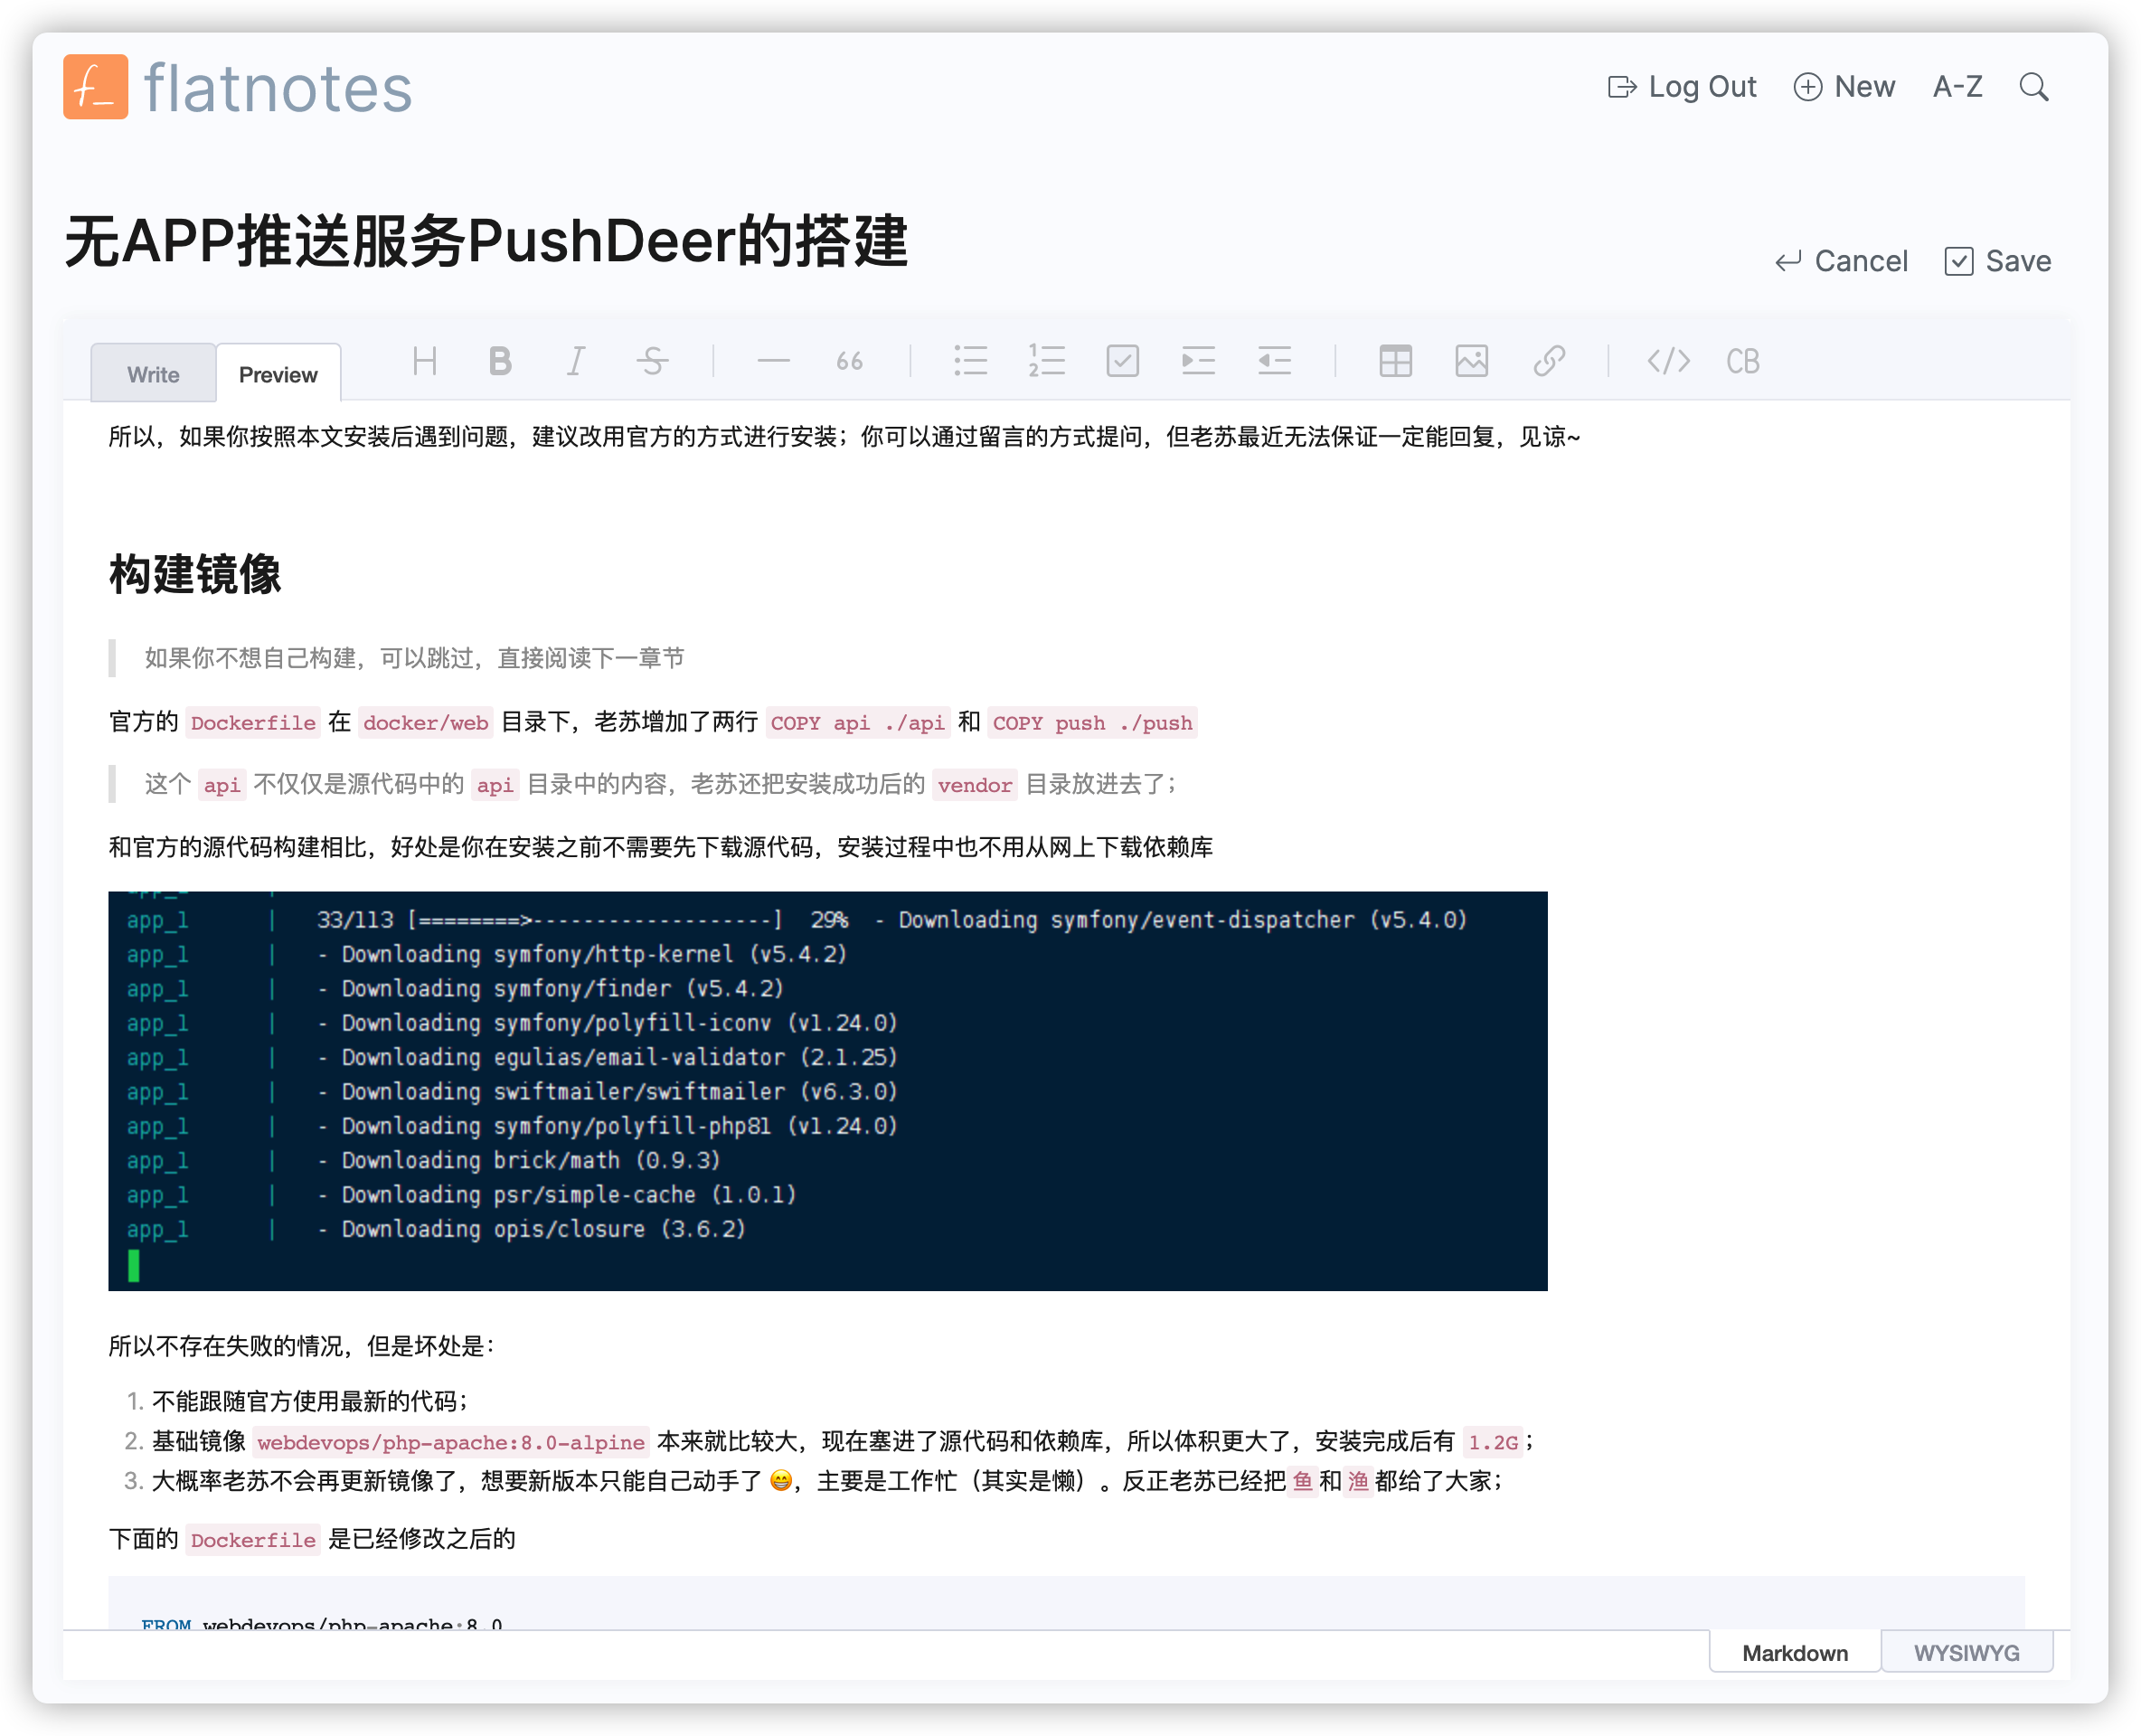 flatnotes
Log Out New A-Z
无APP推送服务PushDeer的搭建
Cancel Save
Write Preview H B I S 66 1 2 CB
所以，如果你按照本文安装后遇到问题，建议改用官方的方式进行安装；你可以通过留言的方式提问，但老苏最近无法保证一定能回复，见谅~
构建镜像
如果你不想自己构建，可以跳过，直接阅读下一章节
官方的 Dockerfile 在 docker/web 目录下，老苏增加了两行 COPY api ./api 和 COPY push ./push
这个 api 不仅仅是源代码中的 api 目录中的内容，老苏还把安装成功后的 vendor 目录放进去了；
和官方的源代码构建相比，好处是你在安装之前不需要先下载源代码，安装过程中也不用从网上下载依赖库
app_1 | 33/113 [========>-------------------] 29% - Downloading symfony/event-dispatcher (v5.4.0)
app_1 | - Downloading symfony/http-kernel (v5.4.2)
app_1 | - Downloading symfony/finder (v5.4.2)
app_1 | - Downloading symfony/polyfill-iconv (v1.24.0)
app_1 | - Downloading egulias/email-validator (2.1.25)
app_1 | - Downloading swiftmailer/swiftmailer (v6.3.0)
app_1 | - Downloading symfony/polyfill-php81 (v1.24.0)
app_1 | - Downloading brick/math (0.9.3)
app_1 | - Downloading psr/simple-cache (1.0.1)
app_1 | - Downloading opis/closure (3.6.2)
所以不存在失败的情况，但是坏处是：
1. 不能跟随官方使用最新的代码；
2. 基础镜像 webdevops/php-apache:8.0-alpine 本来就比较大，现在塞进了源代码和依赖库，所以体积更大了，安装完成后有 1.2G；
3. 大概率老苏不会再更新镜像了，想要新版本只能自己动手了 😁，主要是工作忙（其实是懒）。反正老苏已经把鱼和渔都给了大家；
下面的 Dockerfile 是已经修改之后的
FROM webdevops/php-apache:8.0
Markdown WYSIWYG